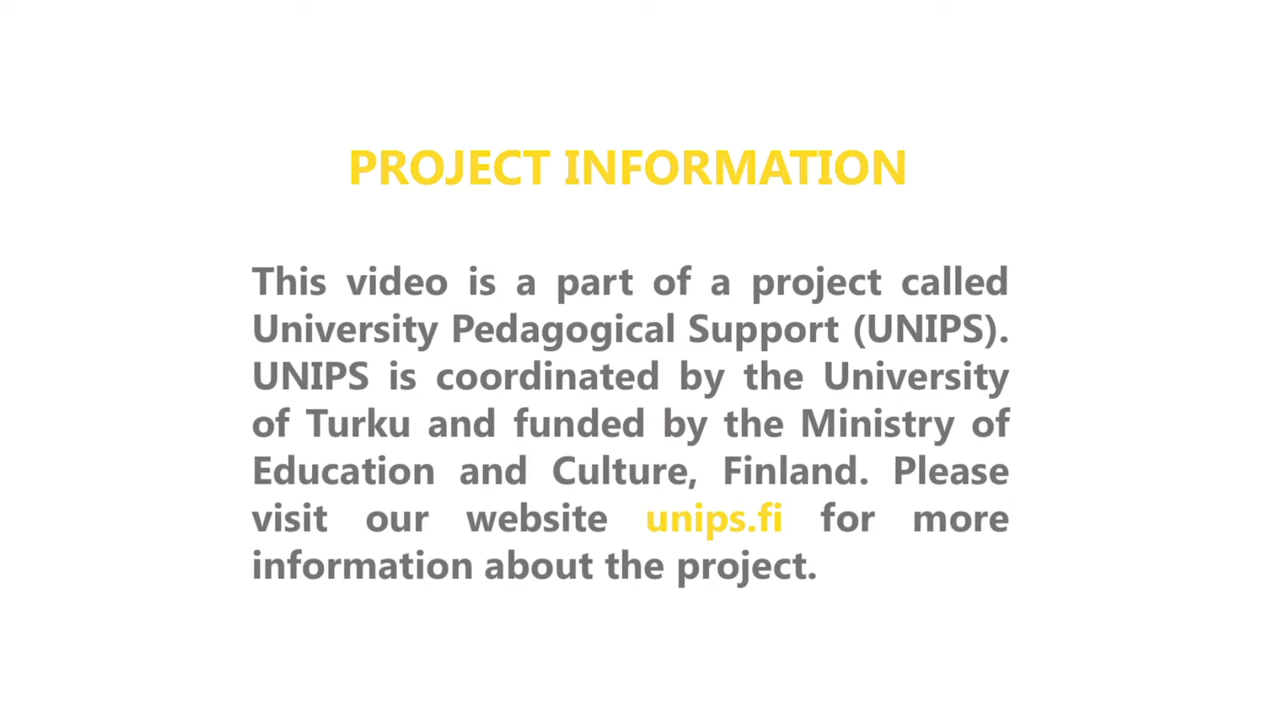 PROJECT INFORMATION
This video is a part of a project called
University Pedagogical Support (UNIPS).
UNIPS is coordinated by the University
of Turku and funded by the Ministry of
Education and Culture, Finland. Please
visit our website unips.fi for more
information about the project.